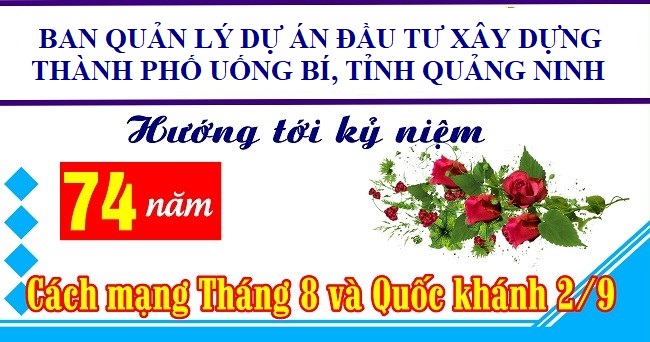 BAN QUẢN LÝ DỰ ÁN ĐẦU TƯ XÂY DỰNG
THÀNH PHỐ UÔNG BÍ, TỈNH QUẢNG NINH
Hướng tới kỷ niệm
74 năm
Cách mạng Tháng 8 và Quốc khánh 2/9